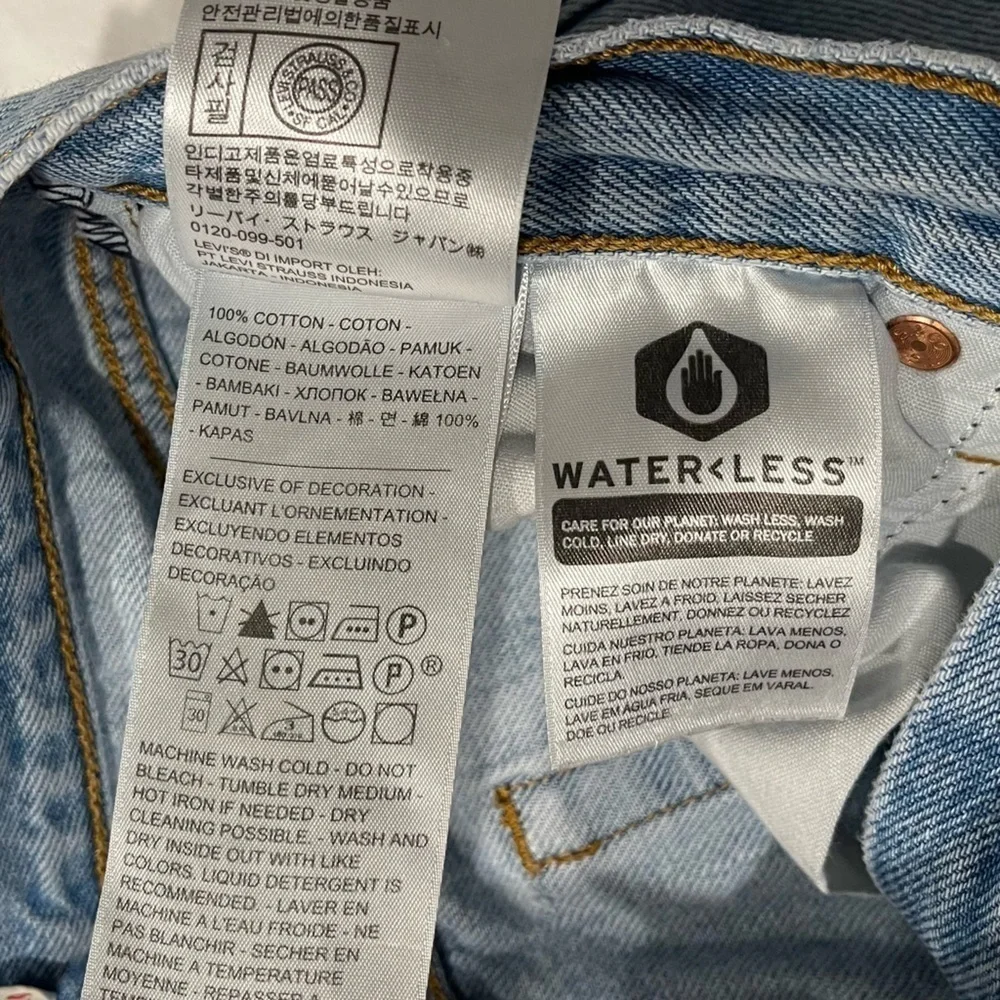 안전관리법에의한품질표시
검
사
필
LEVI STRAUSS & CO
PASS
SF CAL
인디고제품은염료특성으로착용중
타제품및신체에묻어날수있으므로
각별한주의를당부드립니다
リーバイ・ストラウス ジャパン㈱
0120-099-501
LEVI'S® DI IMPORT OLEH:
PT LEVI STRAUSS INDONESIA
JAKARTA - INDONESIA
100% COTTON - COTON -
ALGODÓN - ALGODÃO - PAMUK -
COTONE - BAUMWOLLE - KATOEN
- BAMBAKI - ХЛОПОК - BAWEŁNA -
PAMUT - BAVLNA - 棉 - 면 - 綿 100%
- KAPAS
EXCLUSIVE OF DECORATION -
EXCLUANT L'ORNEMENTATION -
EXCLUYENDO ELEMENTOS
DECORATIVOS - EXCLUINDO
DECORAÇÃO
P
30 P ®
30
MACHINE WASH COLD - DO NOT
BLEACH - TUMBLE DRY MEDIUM -
HOT IRON IF NEEDED - DRY
CLEANING POSSIBLE. - WASH AND
DRY INSIDE OUT WITH LIKE
COLORS, LIQUID DETERGENT IS
RECOMMENDED. - LAVER EN
MACHINE A L'EAU FROIDE - NE
PAS BLANCHIR - SECHER EN
MACHINE A TEMPERATURE
MOYENNE - REPASSER A
WATER<LESS™
CARE FOR OUR PLANET: WASH LESS, WASH
COLD, LINE DRY, DONATE OR RECYCLE
PRENEZ SOIN DE NOTRE PLANETE: LAVEZ
MOINS, LAVEZ A FROID, LAISSEZ SECHER
NATURELLEMENT, DONNEZ OU RECYCLEZ
CUIDA NUESTRO PLANETA: LAVA MENOS,
LAVA EN FRIO, TIENDE LA ROPA, DONA O
RECICLA
CUIDE DO NOSSO PLANETA: LAVE MENOS,
LAVE EM AGUA FRIA, SEQUE EM VARAL,
DOE OU RECICLE